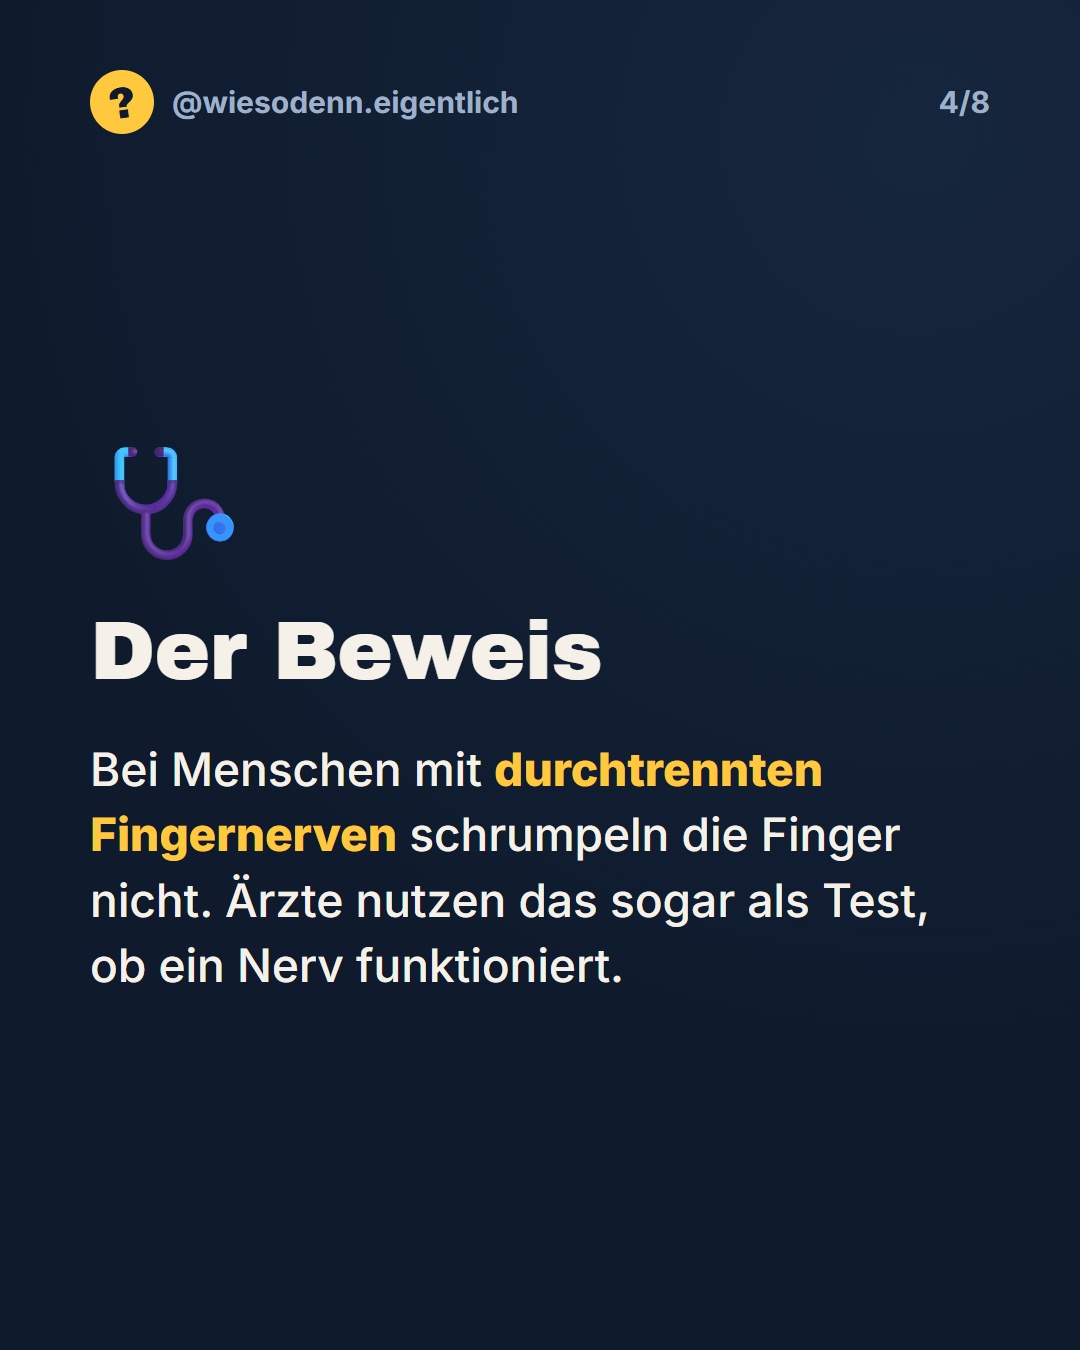 ?
@wiesodenn.eigentlich
4/8
Der Beweis
Bei Menschen mit durchtrennten
Fingernerven schrumpeln die Finger
nicht. Ärzte nutzen das sogar als Test,
ob ein Nerv funktioniert.